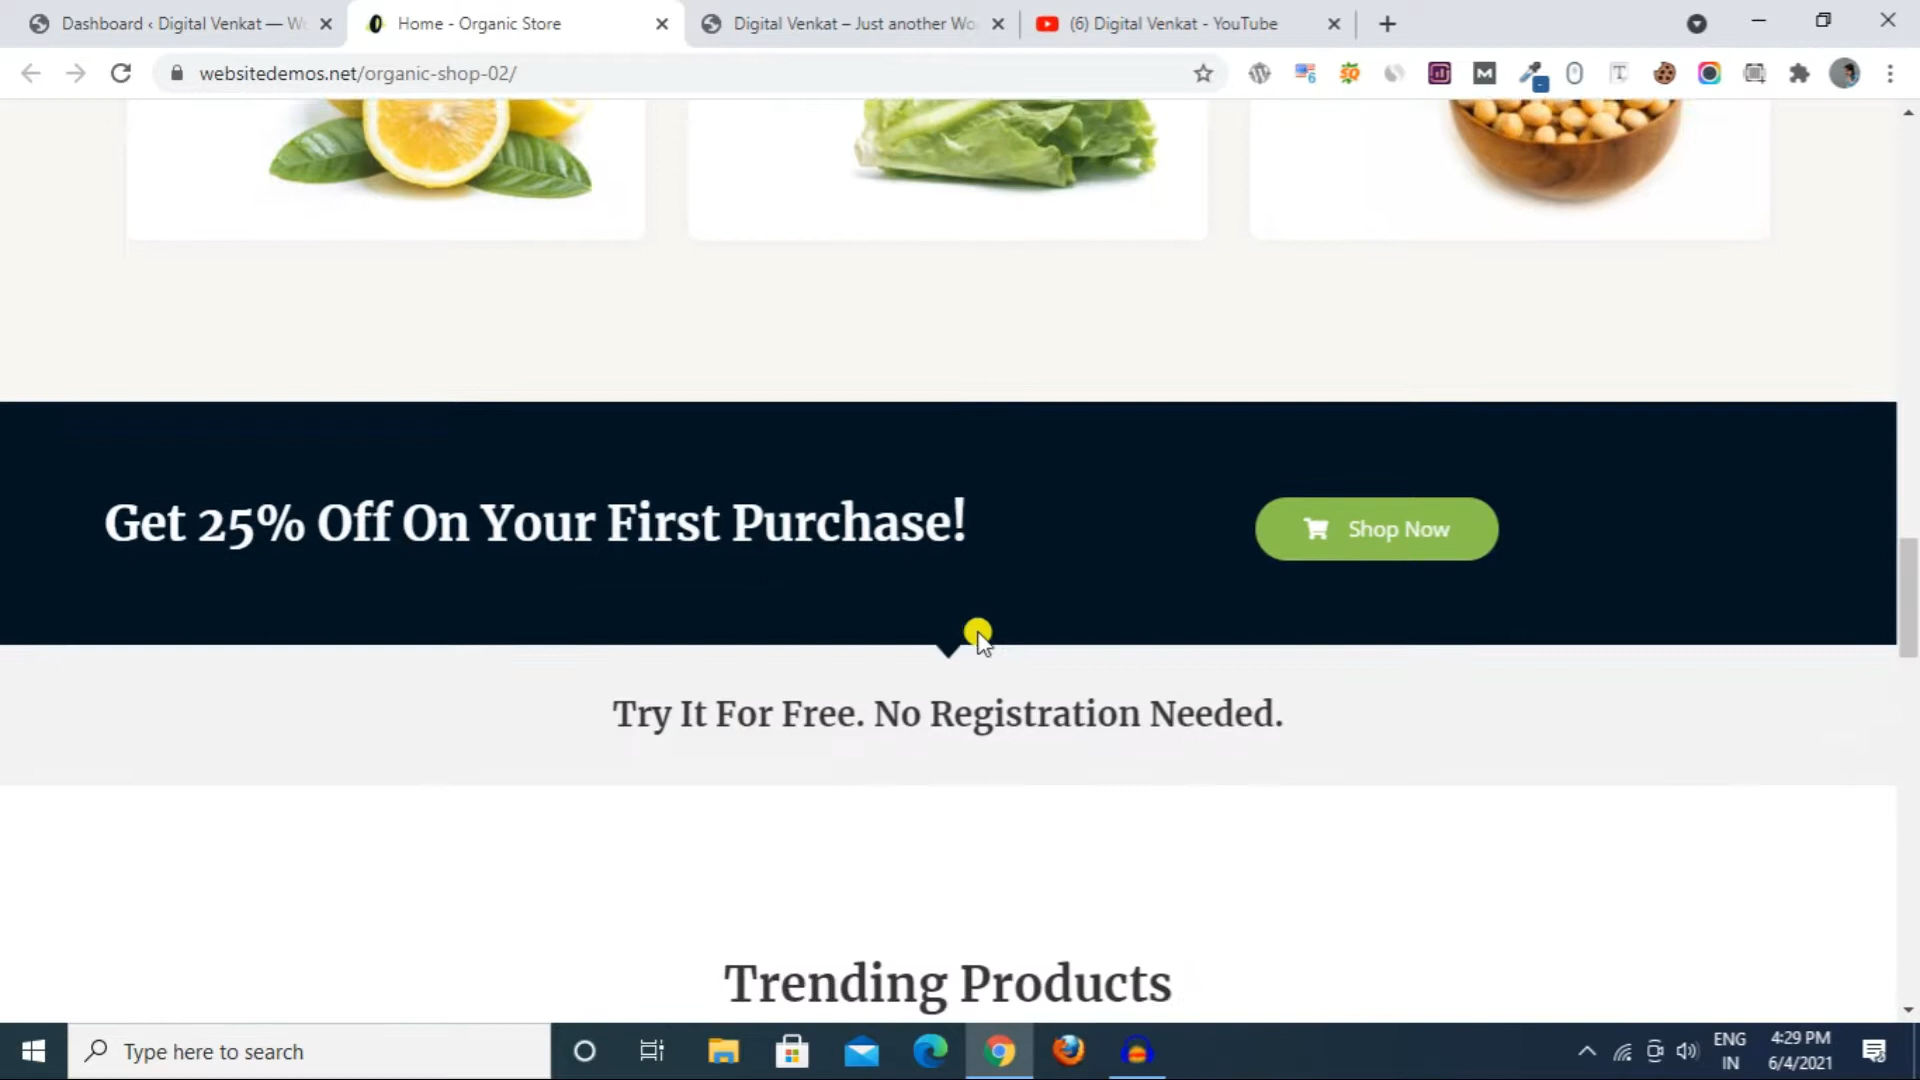 Dashboard ‹ Digital Venkat — Wo
Home - Organic Store
Digital Venkat – Just another Wo
(6) Digital Venkat - YouTube
websitedemos.net/organic-shop-02/
Get 25% Off On Your First Purchase!
Shop Now
Try It For Free. No Registration Needed.
Trending Products
Type here to search
ENG
IN
4:29 PM
6/4/2021